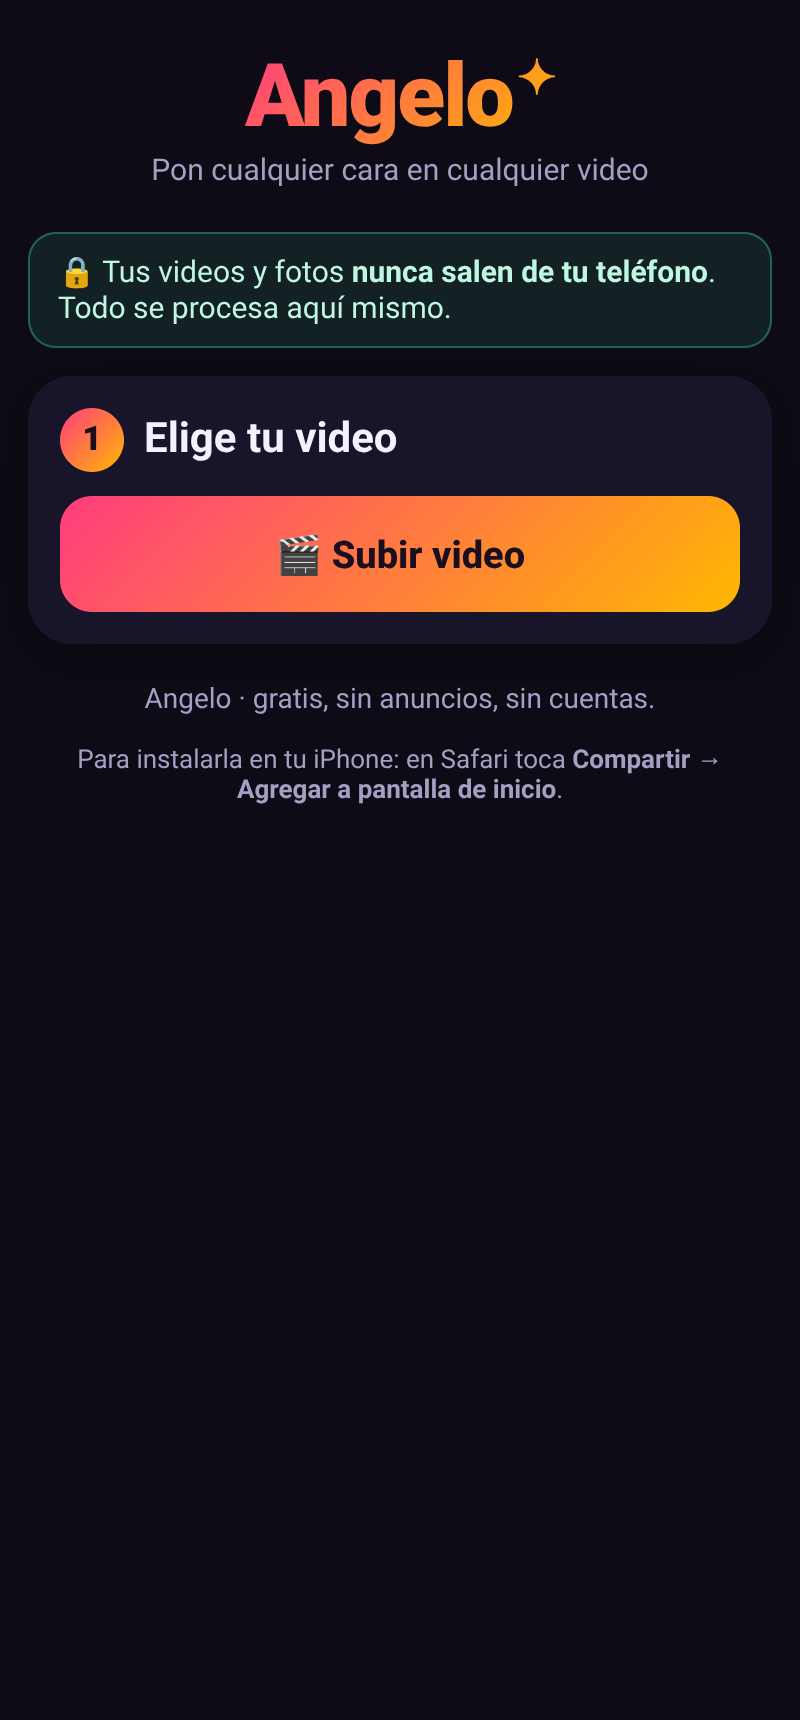 Angelo
Pon cualquier cara en cualquier video
🔒 Tus videos y fotos nunca salen de tu teléfono.
Todo se procesa aquí mismo.
1 Elige tu video
🎬 Subir video
Angelo · gratis, sin anuncios, sin cuentas.
Para instalarla en tu iPhone: en Safari toca Compartir →
Agregar a pantalla de inicio.